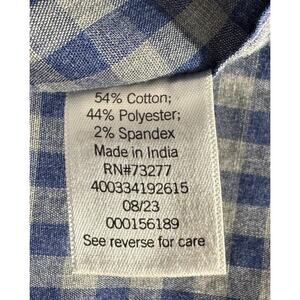 54% Cotton;
44% Polyester;
2% Spandex
Made in India
RN#73277
400334192615
08/23
000156189
See reverse for care